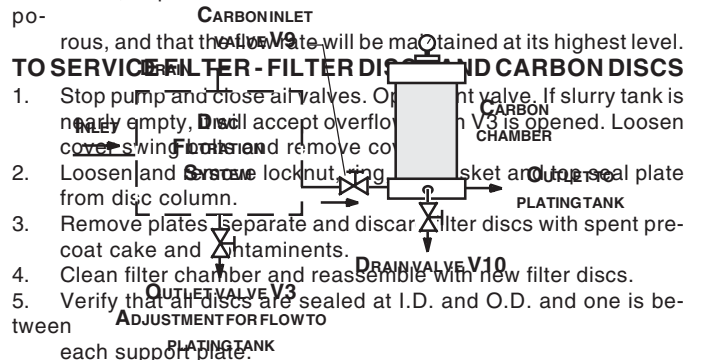 po-
rous, and that the flow rate will be maintained at its highest level.
TO SERVICE FILTER - FILTER DISCS AND CARBON DISCS
1. Stop pump and close all valves. Open vent valve. If slurry tank is
nearly empty, it will accept overflow when V3 is opened. Loosen
cover swing bolts and remove cover.
2. Loosen and remove locknut, ring gasket and top seal plate
from disc column.
3. Remove plates, separate and discard filter discs with spent pre-
coat cake and contaminents.
4. Clean filter chamber and reassemble with new filter discs.
5. Verify that all discs are sealed at I.D. and O.D. and one is be-
tween
each support plate.
CARBON INLET
VALVE V9
DRAIN
INLET
DISC
FILTRATION
SYSTEM
CARBON
CHAMBER
OUTLET TO
PLATING TANK
DRAIN VALVE V10
OUTLET VALVE V3
ADJUSTMENT FOR FLOW TO
PLATING TANK